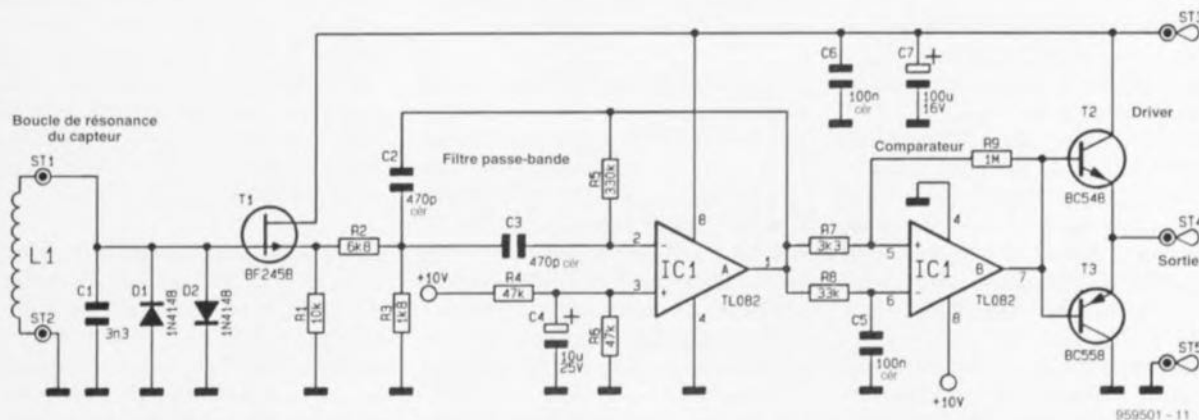 Boucle de résonance
du capteur
ST1
L1
ST2
C1
3n3
D1
1N4148
D2
1N4148
T1
BF245B
R1
10k
R2
6k8
R3
1k8
C2
470p
cér
Filtre passe-bande
C3
470p cér
R5
330k
+10V
R4
47k
C4
+
10u
25V
R6
47k
2
-
3
+
8
IC1
A
1
TL082
4
C6
100n
cér
C7
+
100u
16V
Comparateur
R9
1M
R7
3k3
R8
33k
C5
100n
cér
5
+
6
-
4
IC1
B
7
TL082
8
+10V
T2
BC548
Driver
T3
BC558
ST3
ST4
Sortie
ST5
959501 - 11